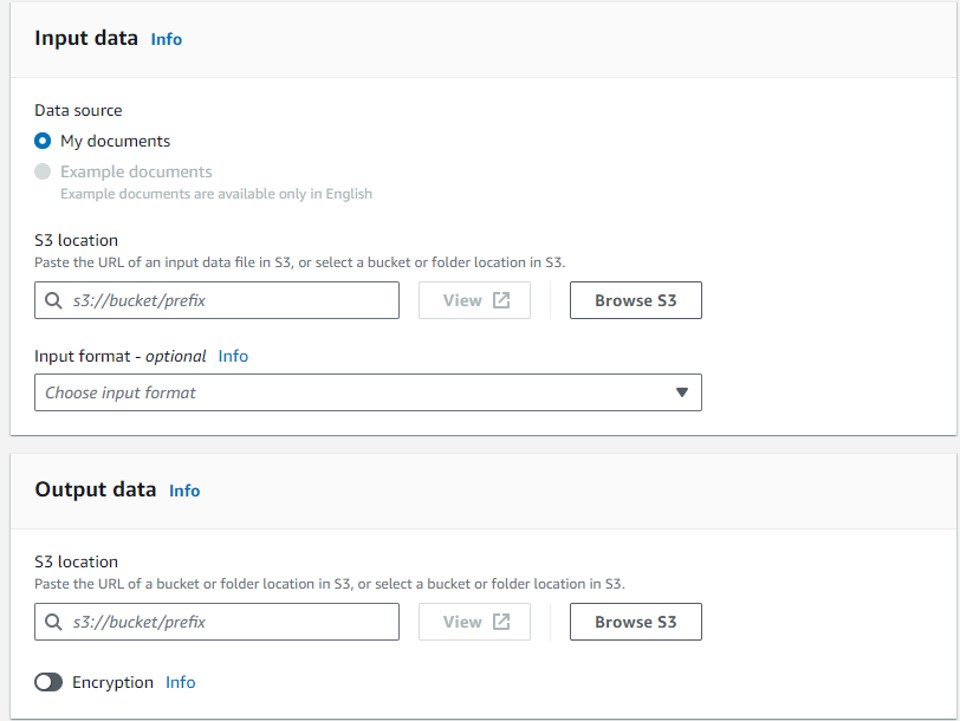 Input data Info
Data source
My documents
Example documents
Example documents are available only in English
S3 location
Paste the URL of an input data file in S3, or select a bucket or folder location in S3.
s3://bucket/prefix View Browse S3
Input format - optional Info
Choose input format
Output data Info
S3 location
Paste the URL of a bucket or folder location in S3, or select a bucket or folder location in S3.
s3://bucket/prefix View Browse S3
Encryption Info